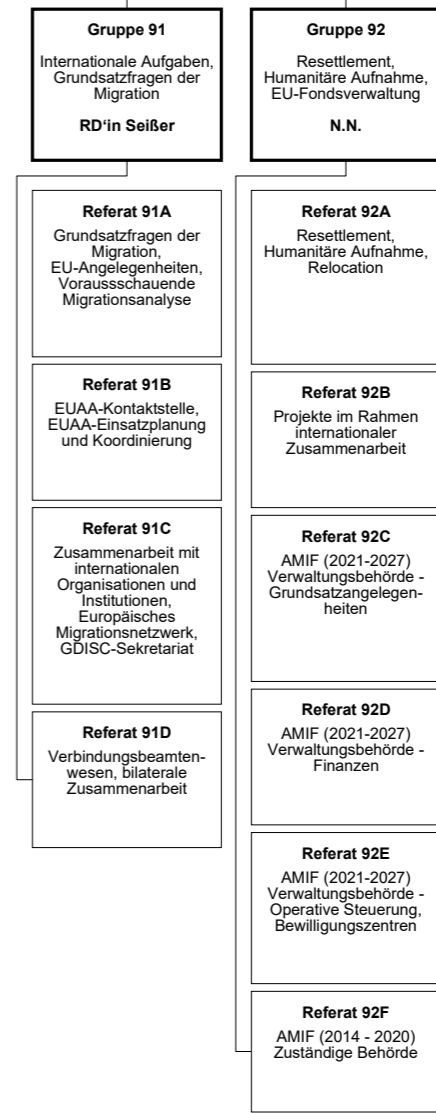 Gruppe 91
Internationale Aufgaben,
Grundsatzfragen der
Migration
RD‘in Seißer
Referat 91A
Grundsatzfragen der
Migration,
EU-Angelegenheiten,
Voraussschauende
Migrationsanalyse
Referat 91B
EUAA-Kontaktstelle,
EUAA-Einsatzplanung
und Koordinierung
Referat 91C
Zusammenarbeit mit
internationalen
Organisationen und
Institutionen,
Europäisches
Migrationsnetzwerk,
GDISC-Sekretariat
Referat 91D
Verbindungsbeamten-
wesen, bilaterale
Zusammenarbeit
Gruppe 92
Resettlement,
Humanitäre Aufnahme,
EU-Fondsverwaltung
N.N.
Referat 92A
Resettlement,
Humanitäre Aufnahme,
Relocation
Referat 92B
Projekte im Rahmen
internationaler
Zusammenarbeit
Referat 92C
AMIF (2021-2027)
Verwaltungsbehörde -
Grundsatzangelegen-
heiten
Referat 92D
AMIF (2021-2027)
Verwaltungsbehörde -
Finanzen
Referat 92E
AMIF (2021-2027)
Verwaltungsbehörde -
Operative Steuerung,
Bewilligungszentren
Referat 92F
AMIF (2014 - 2020)
Zuständige Behörde